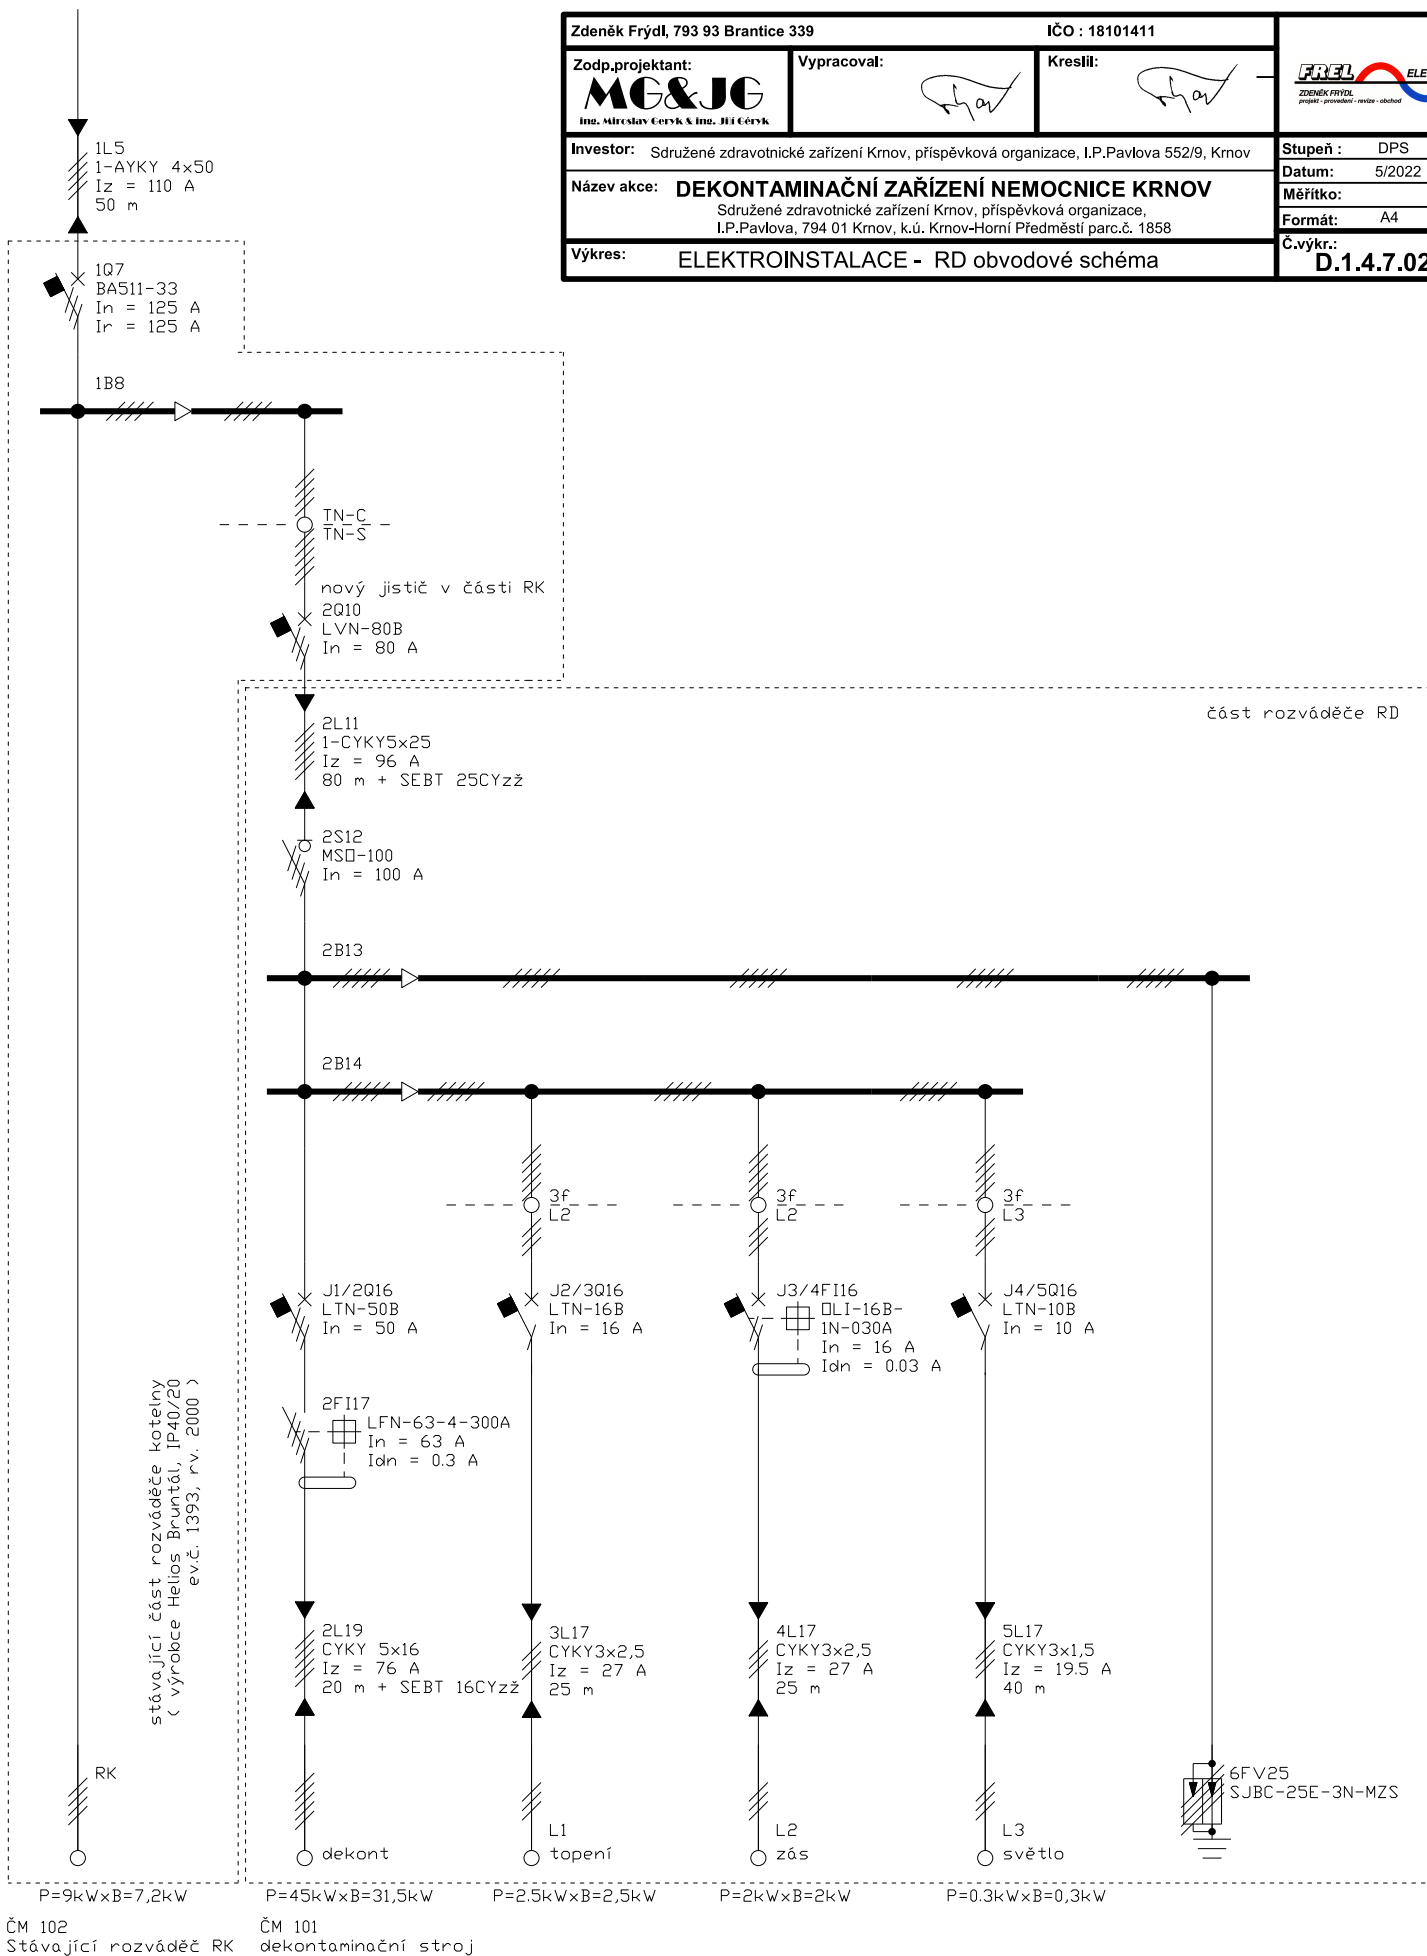 Zdeněk Frýdl, 793 93 Brantice 339
IČO : 18101411
Zodp.projektant:
MG&JG
ing. Miroslav Geryk & ing. Jiří Géryk
Vypracoval:
Kreslil:
FREL ELE
ZDENĚK FRÝDL
projekt - provedení - revize - obchod
Investor: Sdružené zdravotnické zařízení Krnov, příspěvková organizace, I.P.Pavlova 552/9, Krnov
Stupeň : DPS
Datum: 5/2022
Měřítko:
Formát: A4
Název akce: DEKONTAMINAČNÍ ZAŘÍZENÍ NEMOCNICE KRNOV
Sdružené zdravotnické zařízení Krnov, příspěvková organizace,
I.P.Pavlova, 794 01 Krnov, k.ú. Krnov-Horní Předměstí parc.č. 1858
Výkres: ELEKTROINSTALACE - RD obvodové schéma
Č.výkr.:
D.1.4.7.02
1L5
1-AYKY 4x50
Iz = 110 A
50 m
1Q7
BA511-33
In = 125 A
Ir = 125 A
1B8
TN-C
TN-S
nový jistič v části RK
2Q10
LVN-80B
In = 80 A
část rozváděče RD
2L11
1-CYKY5x25
Iz = 96 A
80 m + SEBT 25CYzž
2S12
MSO-100
In = 100 A
2B13
2B14
3f
L2
3f
L2
3f
L3
J1/2Q16
LTN-50B
In = 50 A
J2/3Q16
LTN-16B
In = 16 A
J3/4FI16
OLI-16B-
1N-030A
In = 16 A
Idn = 0.03 A
J4/5Q16
LTN-10B
In = 10 A
2FI17
LFN-63-4-300A
In = 63 A
Idn = 0.3 A
stávající část rozváděče kotelny
( výrobce Helios Bruntál, IP40/20
ev.č. 1393, rv. 2000 )
2L19
CYKY 5x16
Iz = 76 A
20 m + SEBT 16CYzž
3L17
CYKY3x2,5
Iz = 27 A
25 m
4L17
CYKY3x2,5
Iz = 27 A
25 m
5L17
CYKY3x1,5
Iz = 19.5 A
40 m
RK
6FV25
SJBC-25E-3N-MZS
dekont
L1
topení
L2
zás
L3
světlo
P=9kWxB=7,2kW
P=45kWxB=31,5kW
P=2.5kWxB=2,5kW
P=2kWxB=2kW
P=0.3kWxB=0,3kW
ČM 102
Stávající rozváděč RK
ČM 101
dekontaminační stroj